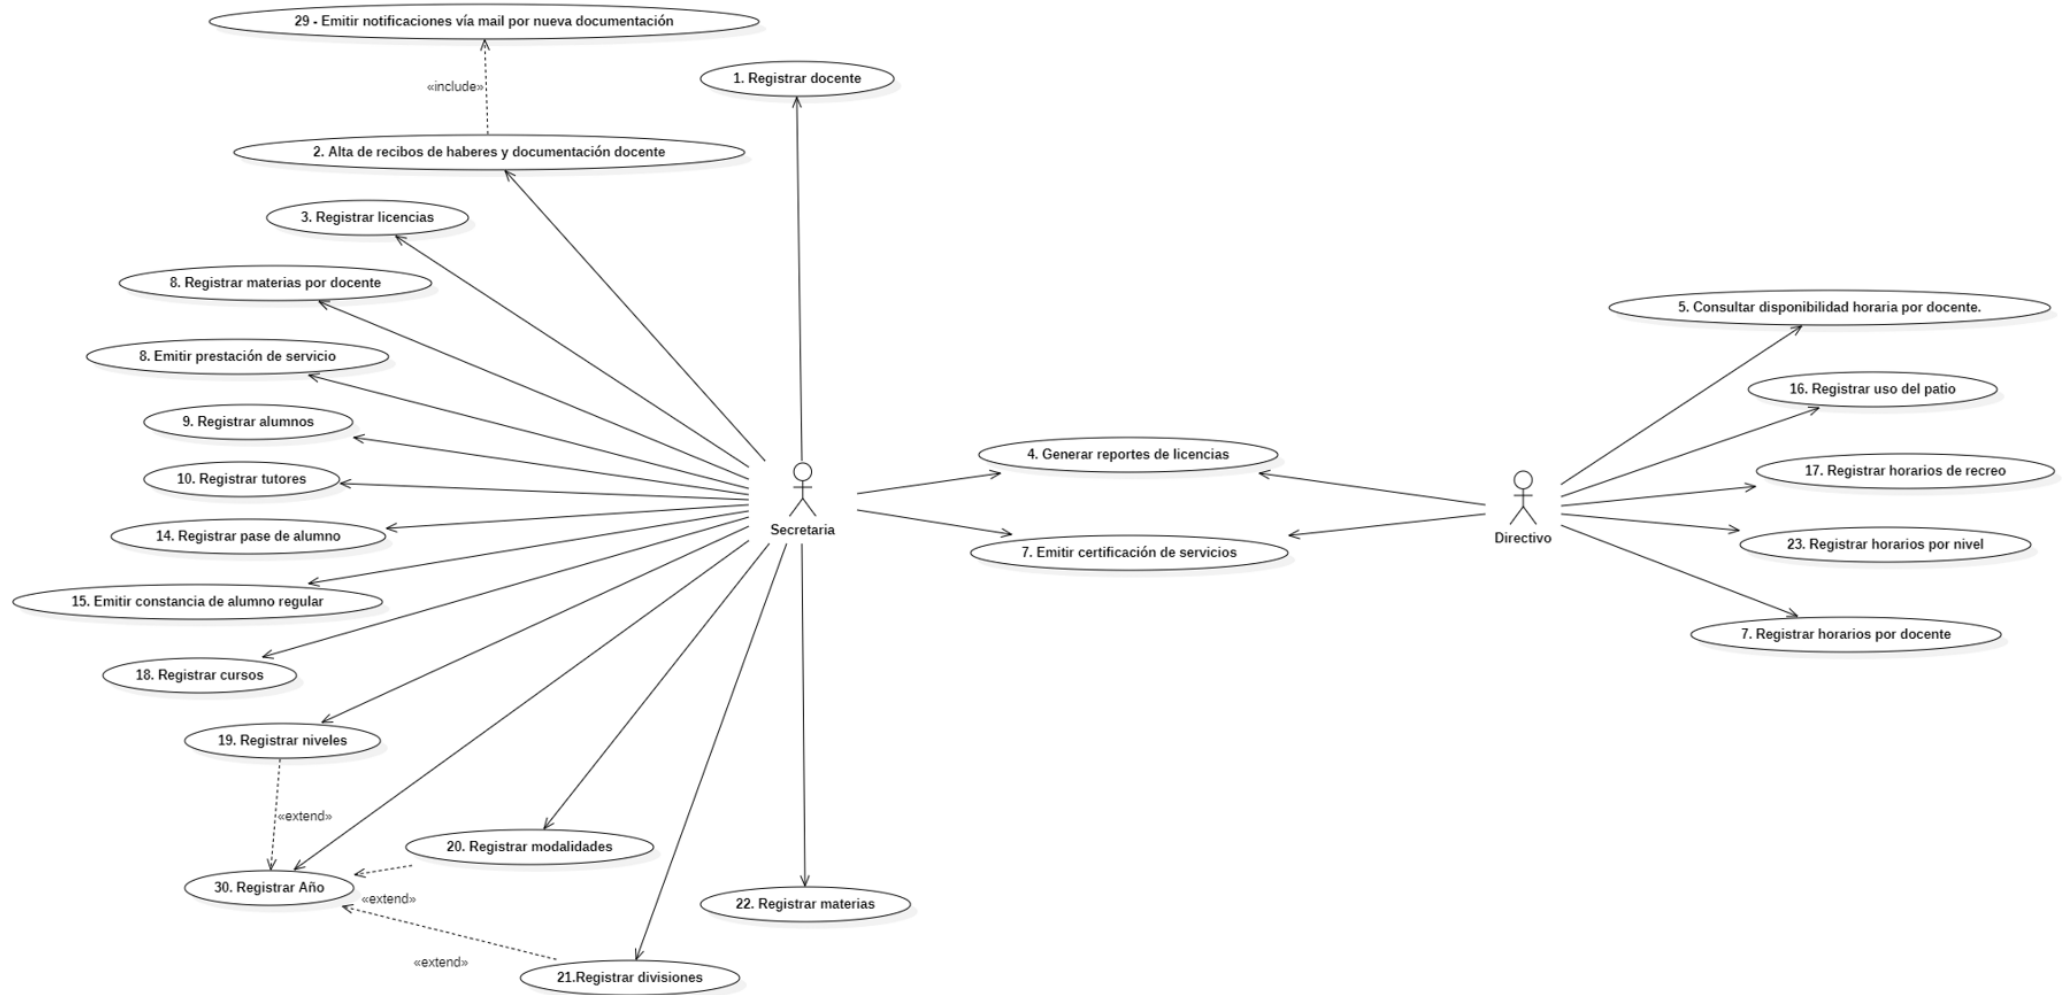 29 - Emitir notificaciones vía mail por nueva documentación
1. Registrar docente
«include»
2. Alta de recibos de haberes y documentación docente
3. Registrar licencias
8. Registrar materias por docente
5. Consultar disponibilidad horaria por docente.
8. Emitir prestación de servicio
16. Registrar uso del patio
9. Registrar alumnos
4. Generar reportes de licencias
17. Registrar horarios de recreo
10. Registrar tutores
Secretaria
Directivo
14. Registrar pase de alumno
7. Emitir certificación de servicios
23. Registrar horarios por nivel
15. Emitir constancia de alumno regular
7. Registrar horarios por docente
18. Registrar cursos
19. Registrar niveles
«extend»
20. Registrar modalidades
30. Registrar Año
«extend»
22. Registrar materias
«extend»
21.Registrar divisiones